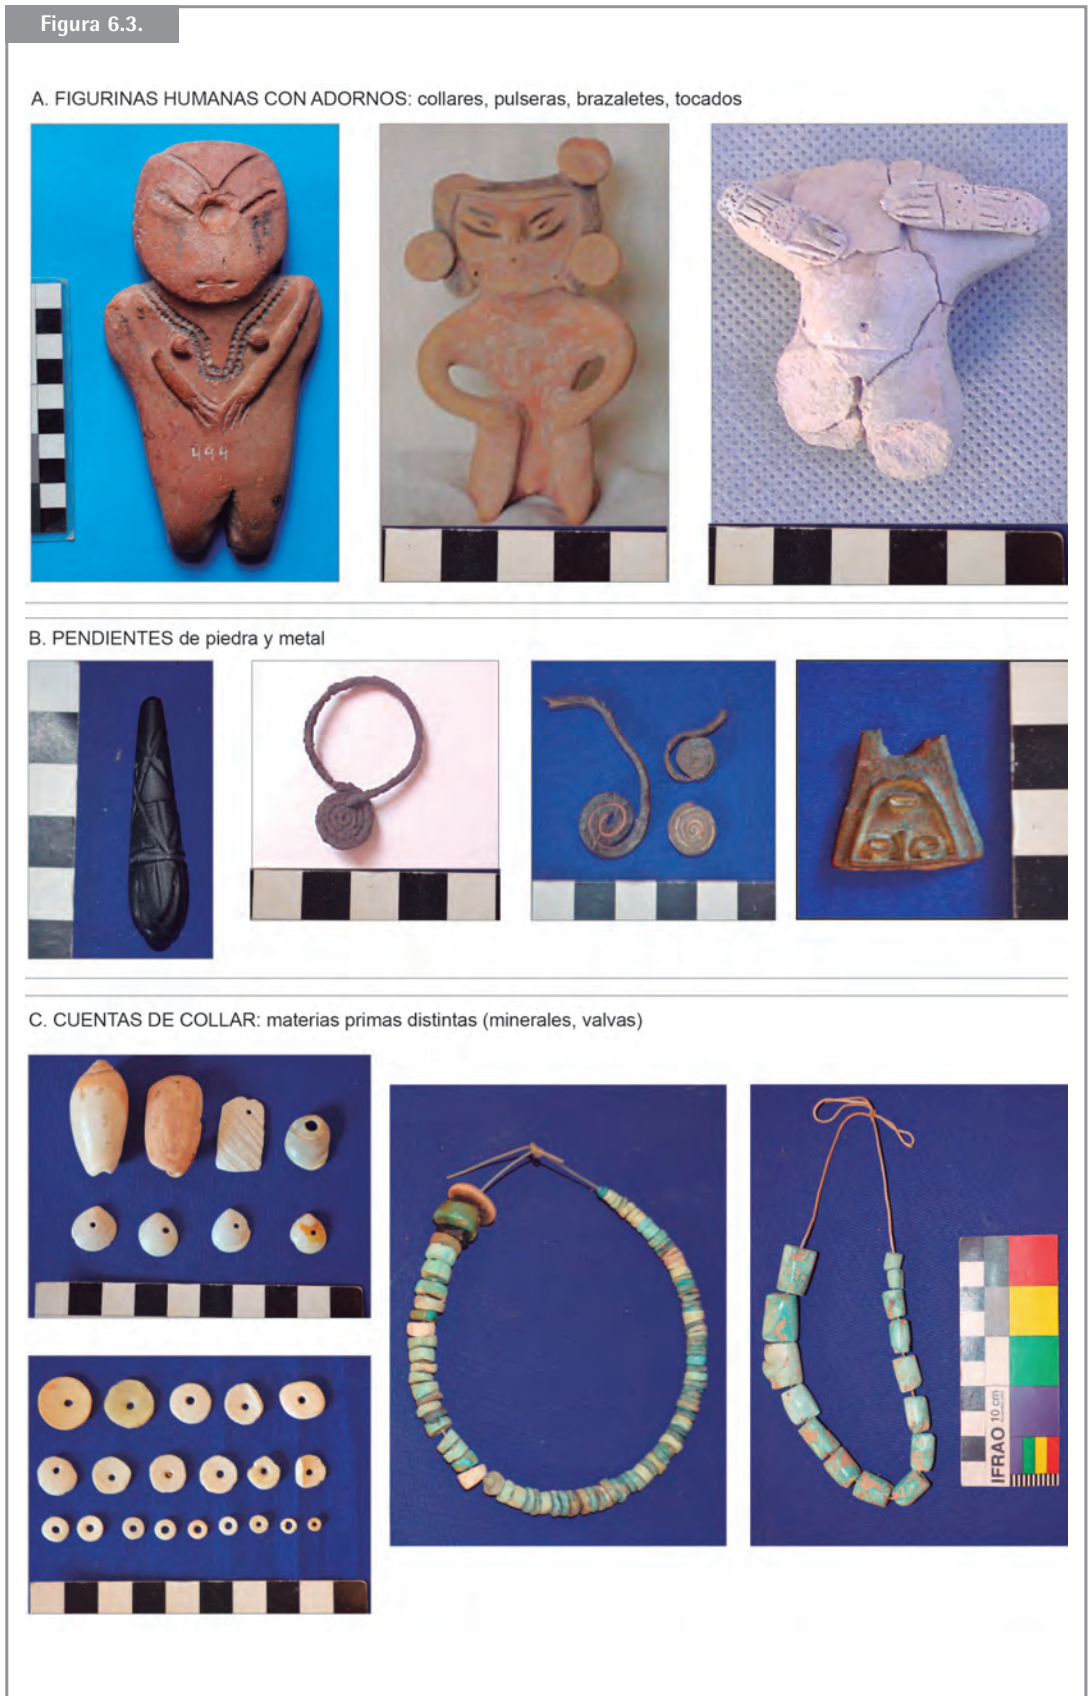 Figura 6.3.
A. FIGURINAS HUMANAS CON ADORNOS: collares, pulseras, brazaletes, tocados
499
B. PENDIENTES de piedra y metal
C. CUENTAS DE COLLAR: materias primas distintas (minerales, valvas)
IFRAO 10 cm